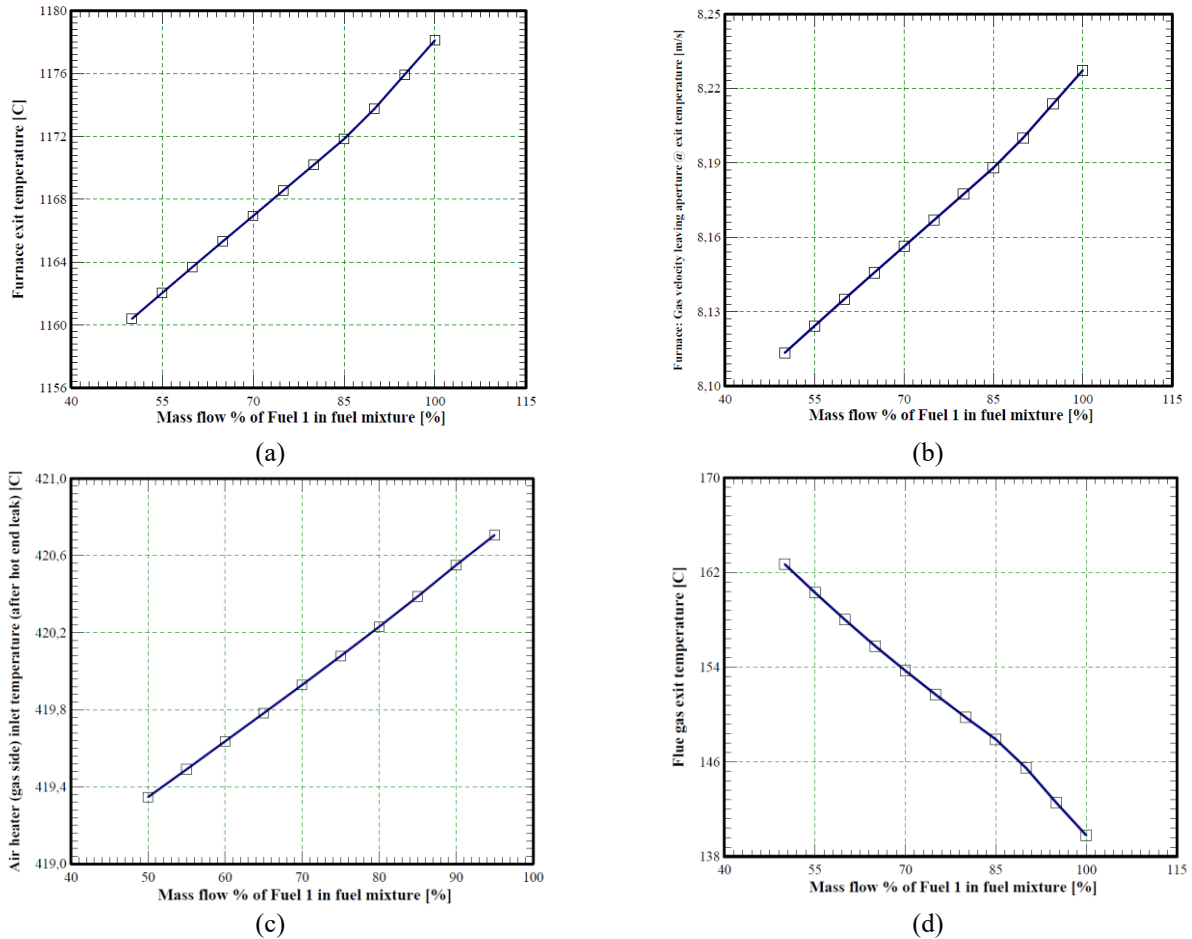 Furnace exit temperature [C]
1180
1176
1172
1168
1164
1160
1156
40 55 70 85 100 115
Mass flow % of Fuel 1 in fuel mixture [%]
(a)
Furnace: Gas velocity leaving aperture @ exit temperature [m/s]
8,25
8,22
8,19
8,16
8,13
8,10
40 55 70 85 100 115
Mass flow % of Fuel 1 in fuel mixture [%]
(b)
Air heater (gas side) inlet temperature (after hot end leak) [C]
421,0
420,6
420,2
419,8
419,4
419,0
40 50 60 70 80 90 100
Mass flow % of Fuel 1 in fuel mixture [%]
(c)
Flue gas exit temperature [C]
170
162
154
146
138
40 55 70 85 100 115
Mass flow % of Fuel 1 in fuel mixture [%]
(d)